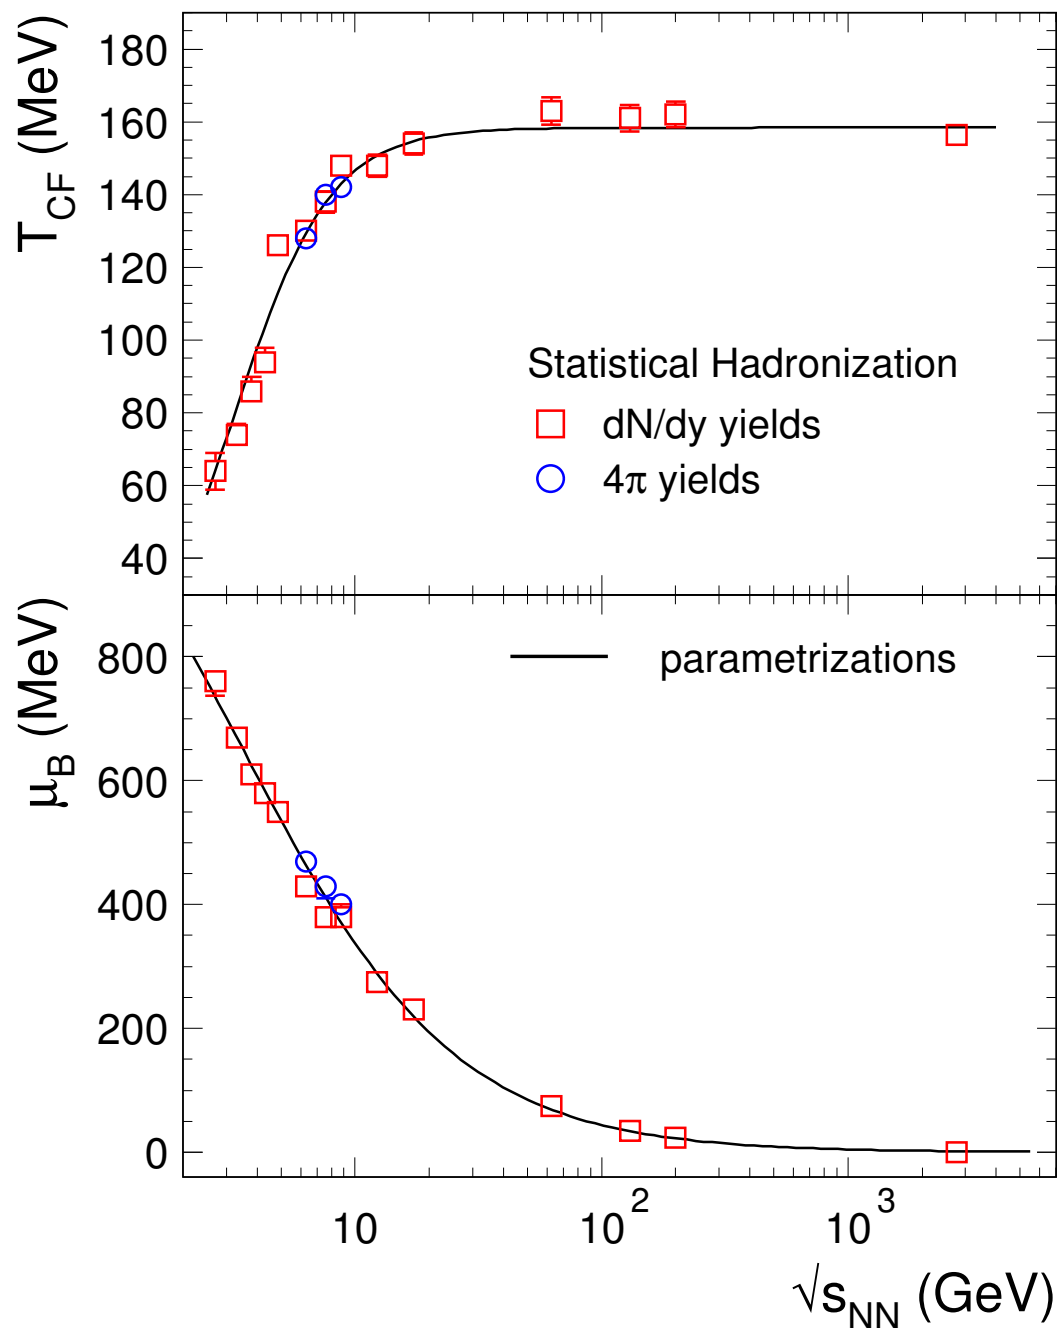 T_CF (MeV)
180
160
140
120
100
80
60
40
Statistical Hadronization
dN/dy yields
4π yields
μ_B (MeV)
800
600
400
200
0
parametrizations
10
10^2
10^3
√s_NN (GeV)